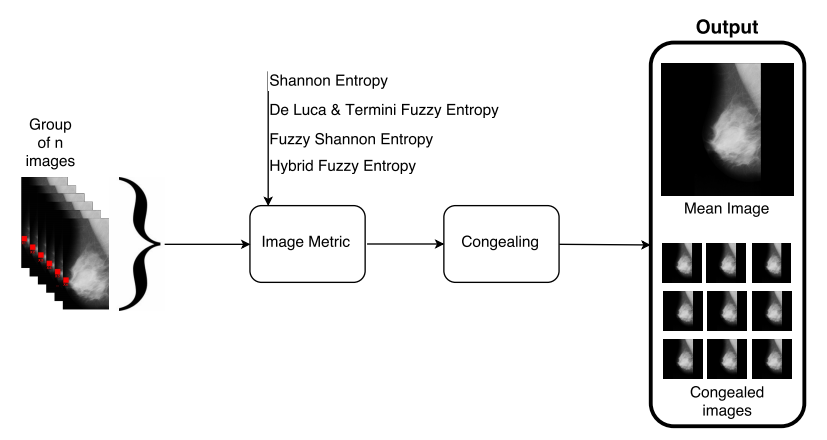 Output
Shannon Entropy
De Luca & Termini Fuzzy Entropy
Fuzzy Shannon Entropy
Hybrid Fuzzy Entropy
Group
of n
images
Image Metric
Congealing
Mean Image
Congealed
images